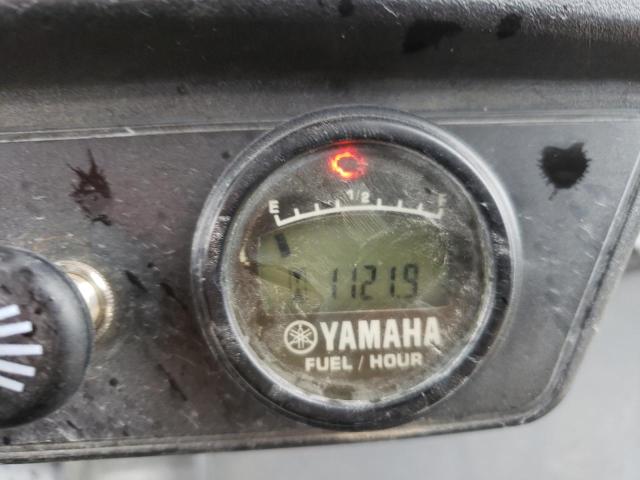 E 1/2 F
1121.9
YAMAHA
FUEL / HOUR